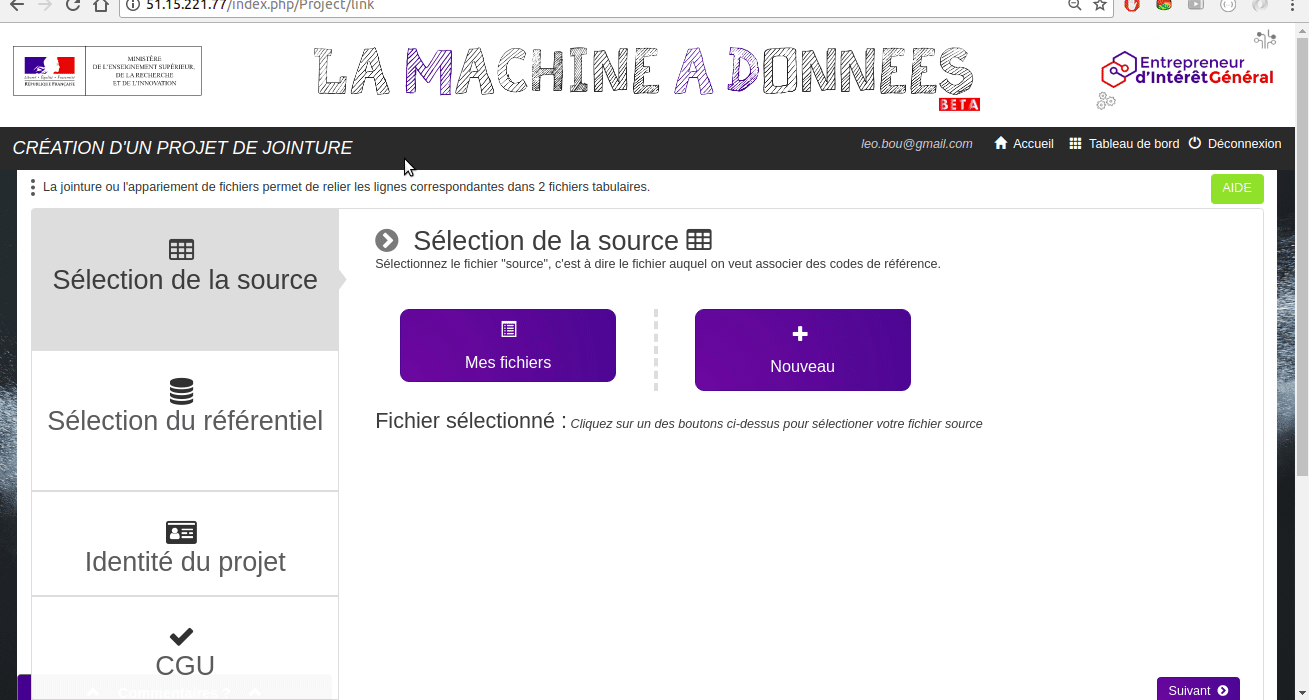 51.15.221.77/index.php/Project/link
MINISTÈRE
DE L'ENSEIGNEMENT SUPÉRIEUR,
DE LA RECHERCHE
ET DE L'INNOVATION
Liberté • Égalité • Fraternité
RÉPUBLIQUE FRANÇAISE
LA MACHINE A DONNEES
BETA
Entrepreneur
d'IntérêtGénéral
CRÉATION D'UN PROJET DE JOINTURE
leo.bou@gmail.com Accueil Tableau de bord Déconnexion
La jointure ou l'appariement de fichiers permet de relier les lignes correspondantes dans 2 fichiers tabulaires.
AIDE
Sélection de la source
Sélection du référentiel
Identité du projet
CGU
Commentaires ?
Sélection de la source
Sélectionnez le fichier "source", c'est à dire le fichier auquel on veut associer des codes de référence.
Mes fichiers
Nouveau
Fichier sélectionné : Cliquez sur un des boutons ci-dessus pour sélectioner votre fichier source
Suivant